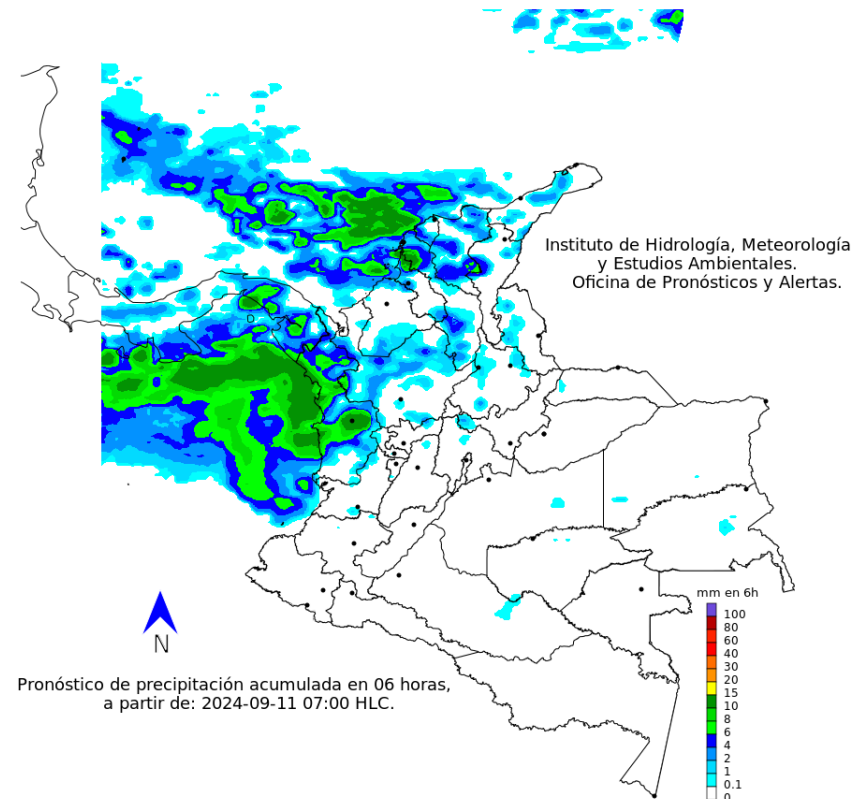 Instituto de Hidrología, Meteorología
y Estudios Ambientales.
Oficina de Pronósticos y Alertas.
N
mm en 6h
100
80
60
40
30
20
15
10
8
6
4
2
1
0.1
0
Pronóstico de precipitación acumulada en 06 horas,
a partir de: 2024-09-11 07:00 HLC.